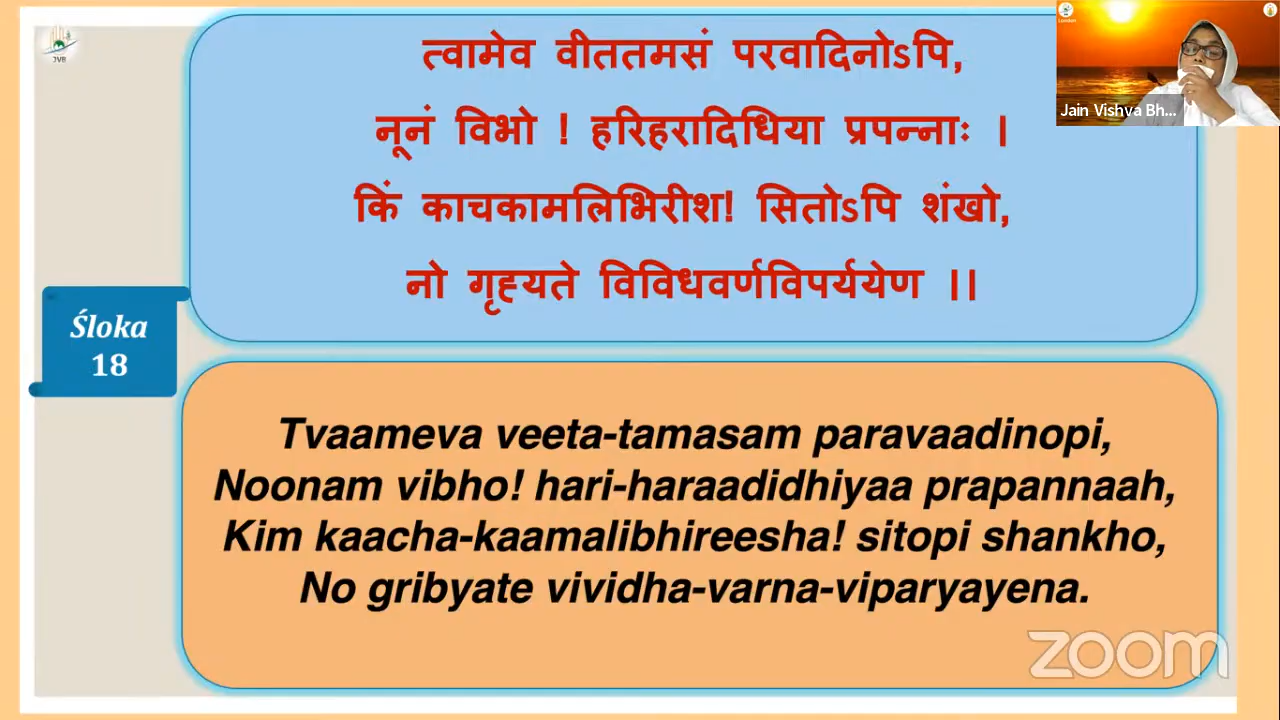 त्वामेव वीततमसं परवादिनोऽपि,
नूनं विभो ! हरिहरादिधिया प्रपन्नाः ।
किं काचकामलिभिरीश! सितोऽपि शंखो,
नो गृह्यते विविधवर्णविपर्ययेण ।।
Jain Vishva Bh...
JVB
Śloka
18
Tvaameva veeta-tamasam paravaadinopi,
Noonam vibho! hari-haraadidhiyaa prapannaah,
Kim kaacha-kaamalibhireesha! sitopi shankho,
No gribyate vividha-varna-viparyayena.
zoom